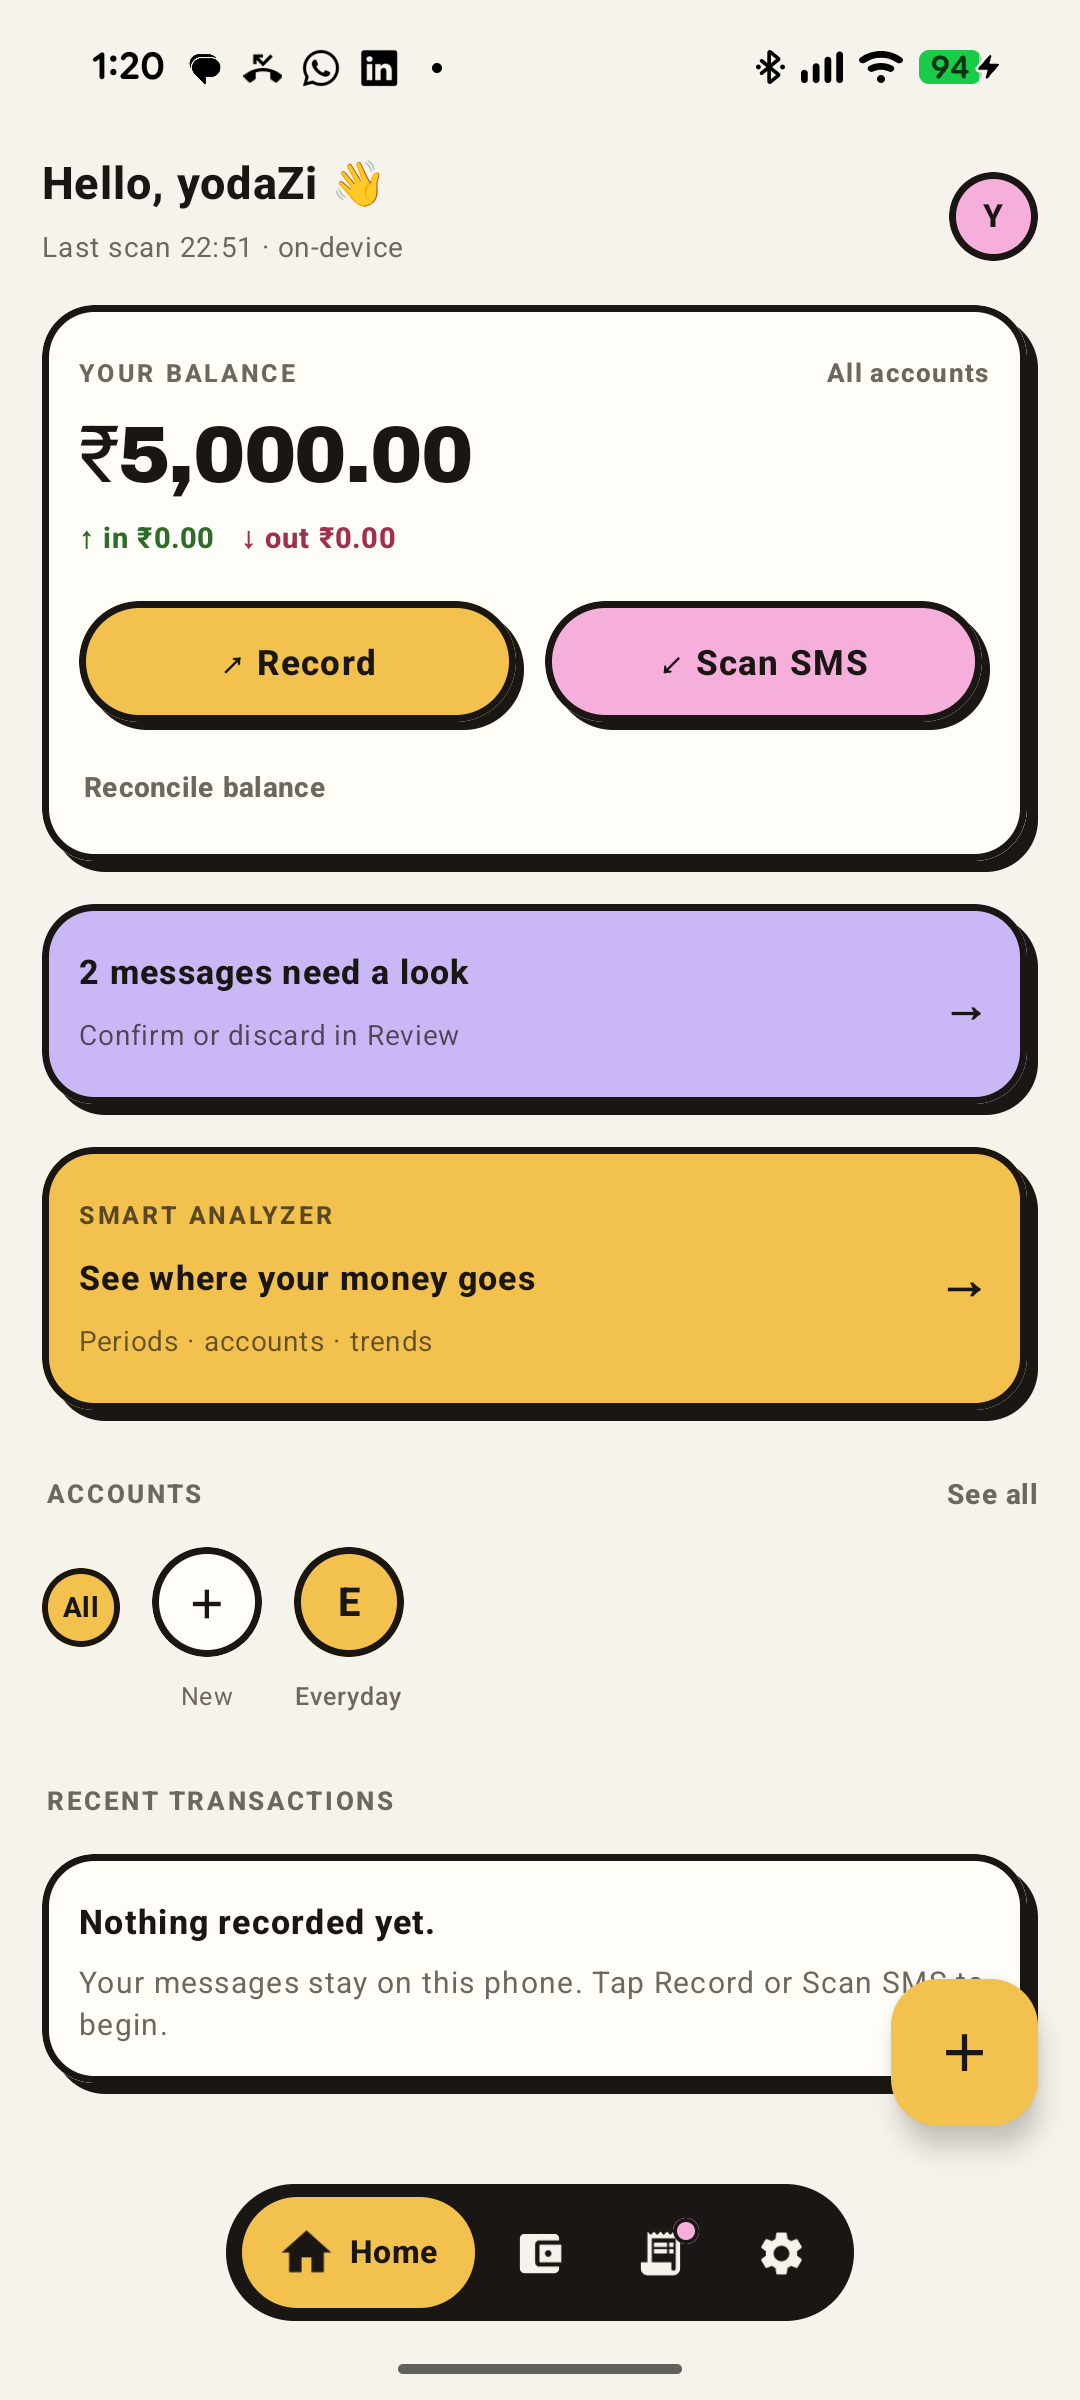 1:20
94
Hello, yodaZi 👋
Last scan 22:51 · on-device
Y
YOUR BALANCE
All accounts
₹5,000.00
↑ in ₹0.00 ↓ out ₹0.00
↗ Record
↙ Scan SMS
Reconcile balance
2 messages need a look
Confirm or discard in Review
→
SMART ANALYZER
See where your money goes
Periods · accounts · trends
→
ACCOUNTS
See all
All
+
E
New
Everyday
RECENT TRANSACTIONS
Nothing recorded yet.
Your messages stay on this phone. Tap Record or Scan SMS to
begin.
+
Home